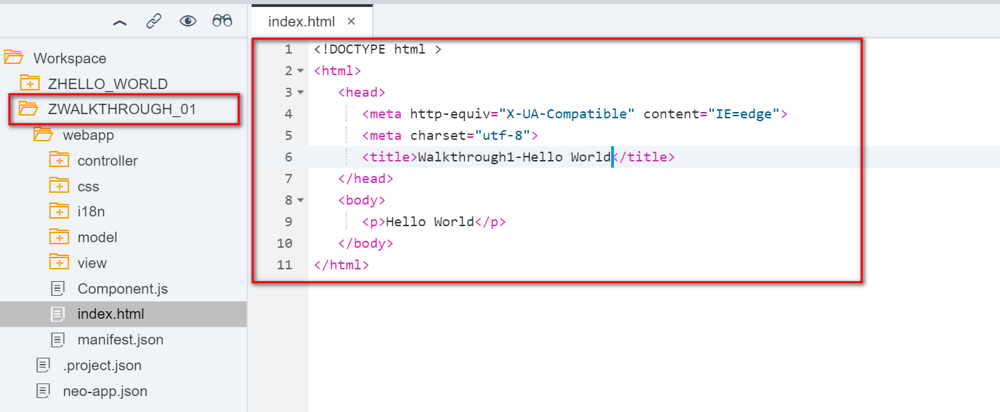 index.html ×
Workspace
ZHELLO_WORLD
ZWALKTHROUGH_01
webapp
controller
css
i18n
model
view
Component.js
index.html
manifest.json
.project.json
neo-app.json
1 <!DOCTYPE html >
2 <html>
3 <head>
4 <meta http-equiv="X-UA-Compatible" content="IE=edge">
5 <meta charset="utf-8">
6 <title>Walkthrough1-Hello World</title>
7 </head>
8 <body>
9 <p>Hello World</p>
10 </body>
11 </html>